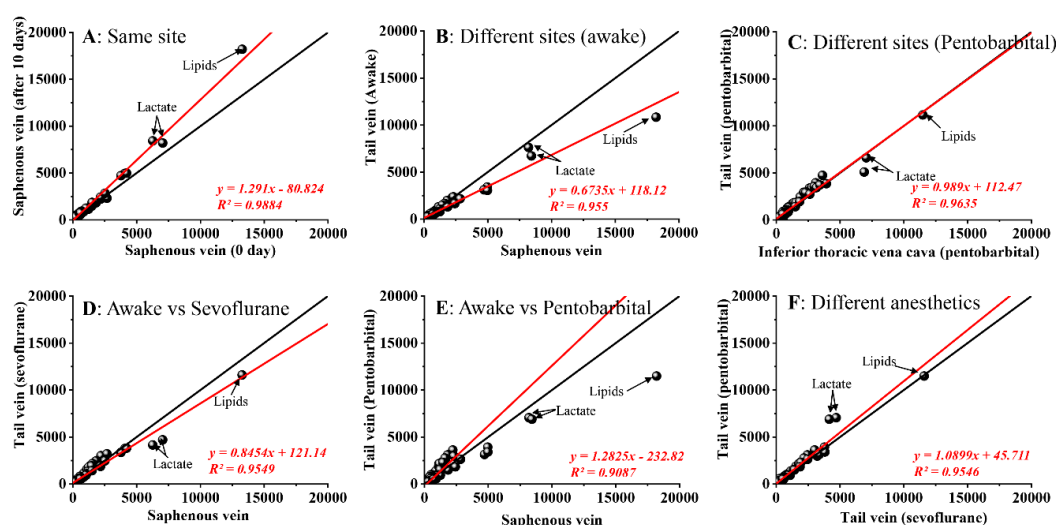 A: Same site
Saphenous vein (after 10 days)
20000
15000
10000
5000
0
Lipids
Lactate
y = 1.291x - 80.824
R² = 0.9884
0
5000
10000
15000
20000
Saphenous vein (0 day)
B: Different sites (awake)
Tail vein (Awake)
20000
15000
10000
5000
0
Lipids
Lactate
y = 0.6735x + 118.12
R² = 0.955
0
5000
10000
15000
20000
Saphenous vein
C: Different sites (Pentobarbital)
Tail vein
(pentobarbital)
20000
15000
10000
5000
0
Lipids
Lactate
y = 0.989x + 112.47
R² = 0.9635
0
5000
10000
15000
20000
Inferior thoracic vena cava (pentobarbital)
D: Awake vs Sevoflurane
Tail vein (sevoflurane)
20000
15000
10000
5000
0
Lipids
Lactate
y = 0.8454x + 121.14
R² = 0.9549
0
5000
10000
15000
20000
Saphenous vein
E: Awake vs Pentobarbital
Tail vein (Pentobarbital)
20000
15000
10000
5000
0
Lipids
Lactate
y = 1.2825x - 232.82
R² = 0.9087
0
5000
10000
15000
20000
Saphenous vein
F: Different anesthetics
Tail vein
(pentobarbital)
20000
15000
10000
5000
0
Lipids
Lactate
y = 1.0899x + 45.711
R² = 0.9546
0
5000
10000
15000
20000
Tail vein (sevoflurane)